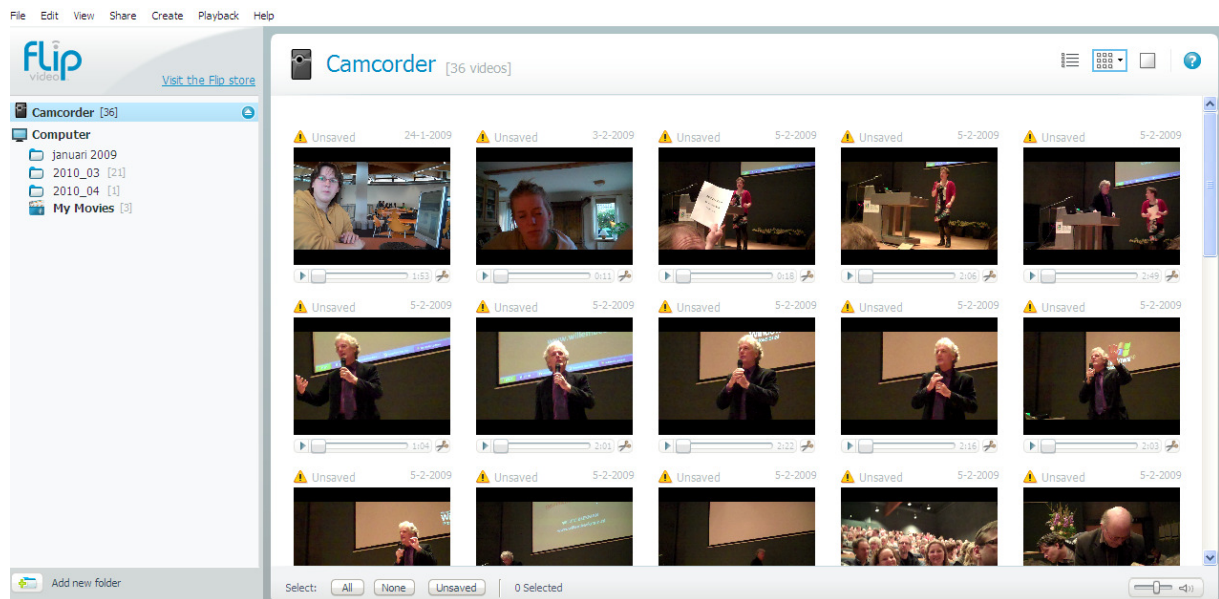 File Edit View Share Create Playback Help
flip
video
Visit the Flip store
Camcorder [36]
Computer
januari 2009
2010_03 [21]
2010_04 [1]
My Movies [3]
Add new folder
Camcorder [36 videos]
Unsaved 24-1-2009
Unsaved 3-2-2009
Unsaved 5-2-2009
Unsaved 5-2-2009
Unsaved 5-2-2009
1:53
0:11
0:18
2:06
2:49
Unsaved 5-2-2009
Unsaved 5-2-2009
Unsaved 5-2-2009
Unsaved 5-2-2009
Unsaved 5-2-2009
1:04
2:01
2:22
2:16
2:03
Unsaved 5-2-2009
Unsaved 5-2-2009
Unsaved 5-2-2009
Unsaved 5-2-2009
Unsaved 5-2-2009
Select: All None Unsaved 0 Selected